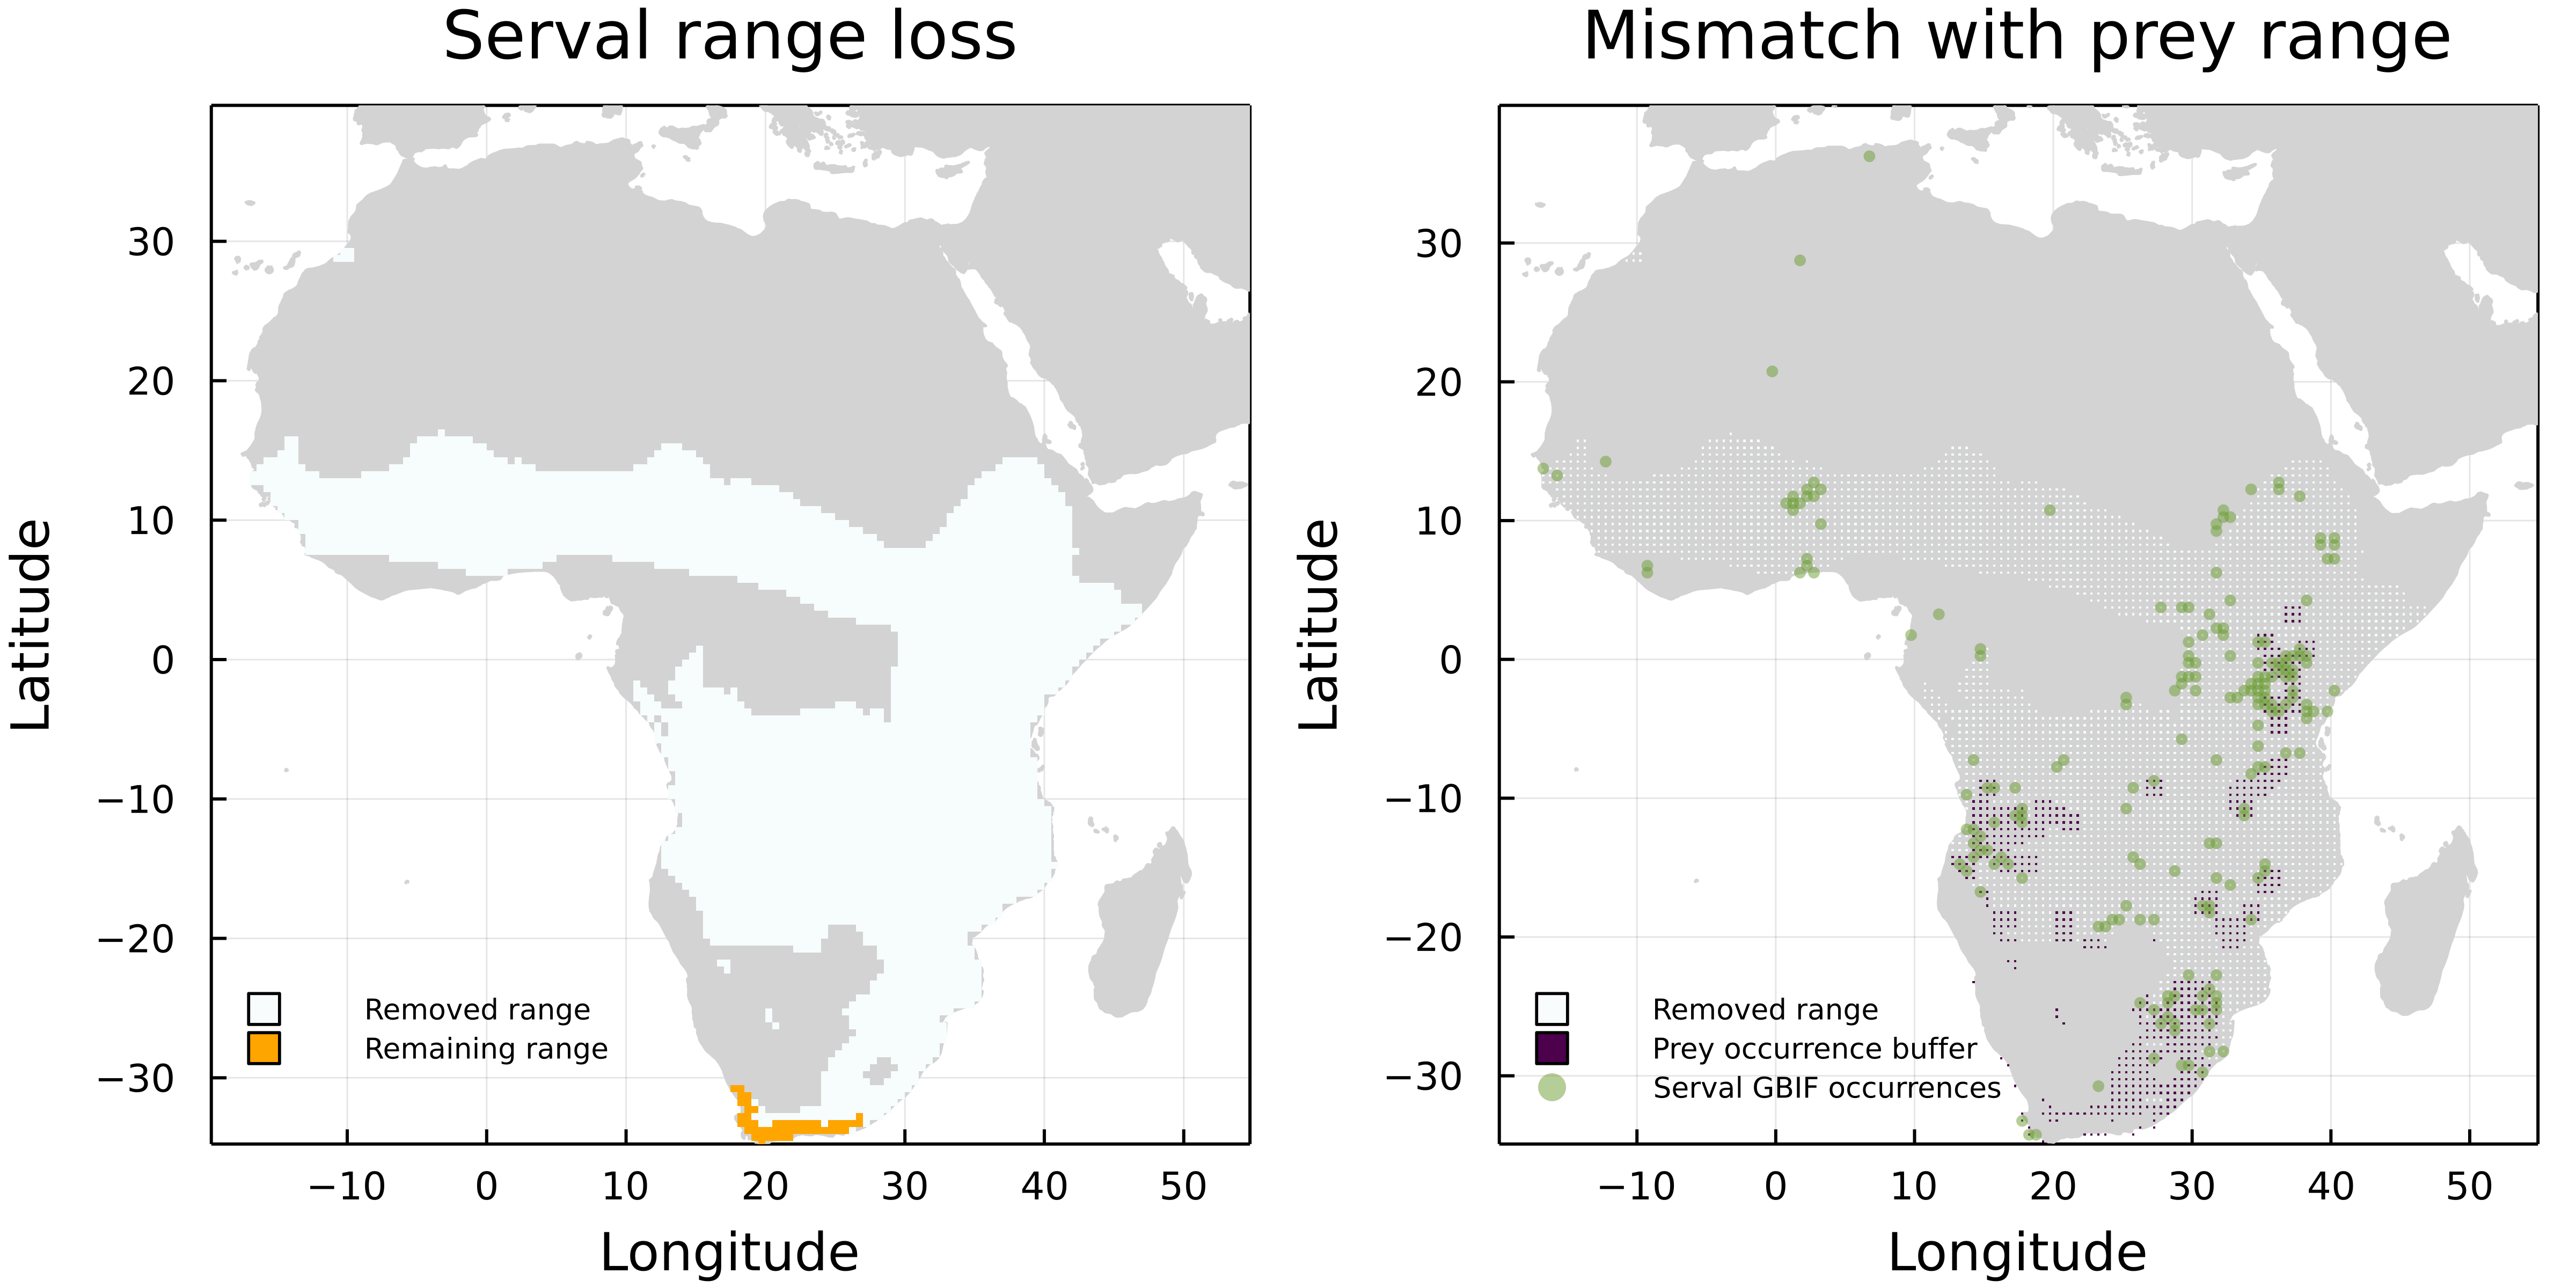 Serval range loss
Latitude
30
20
10
0
−10
−20
−30
Removed range
Remaining range
−10
0
10
20
30
40
50
Longitude
Mismatch with prey range
Latitude
30
20
10
0
−10
−20
−30
Removed range
Prey occurrence buffer
Serval GBIF occurrences
−10
0
10
20
30
40
50
Longitude